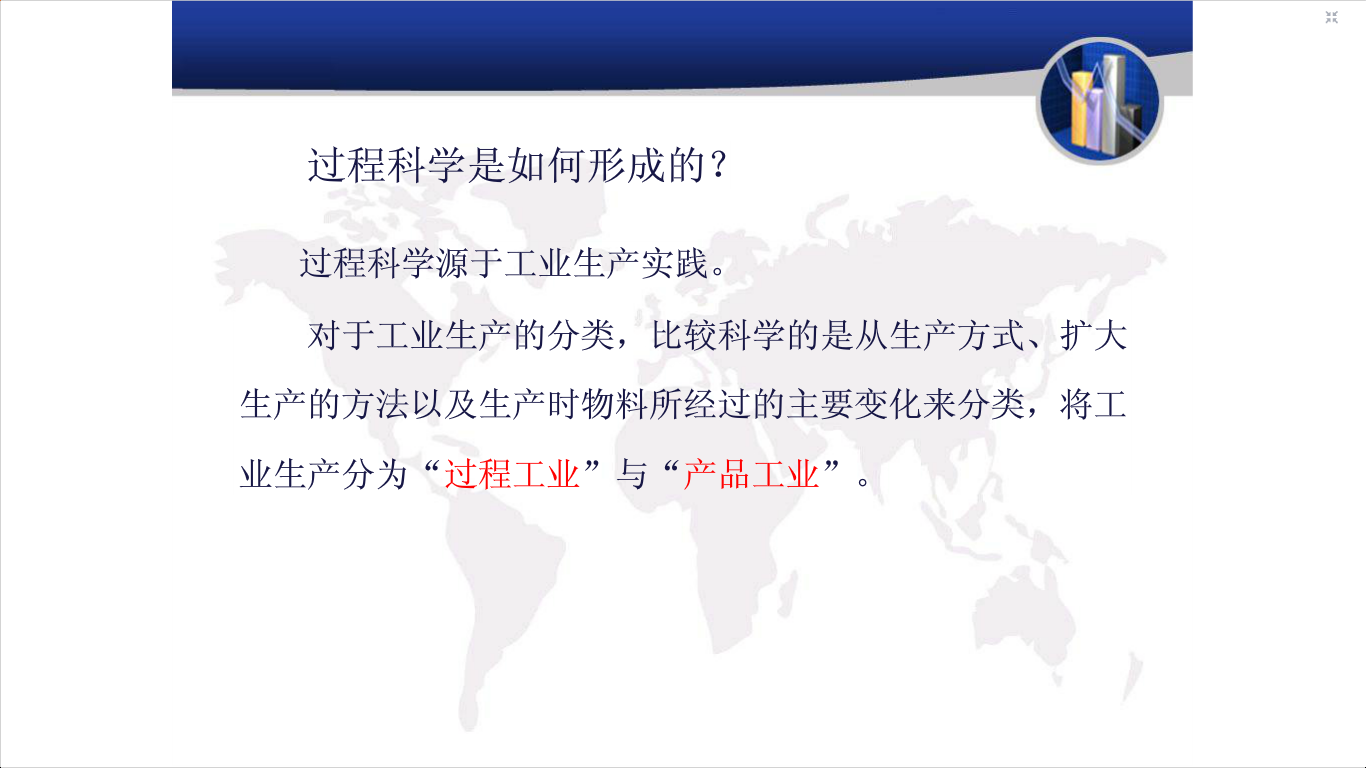 过程科学是如何形成的？
过程科学源于工业生产实践。
对于工业生产的分类，比较科学的是从生产方式、扩大
生产的方法以及生产时物料所经过的主要变化来分类，将工
业生产分为“过程工业”与“产品工业”。